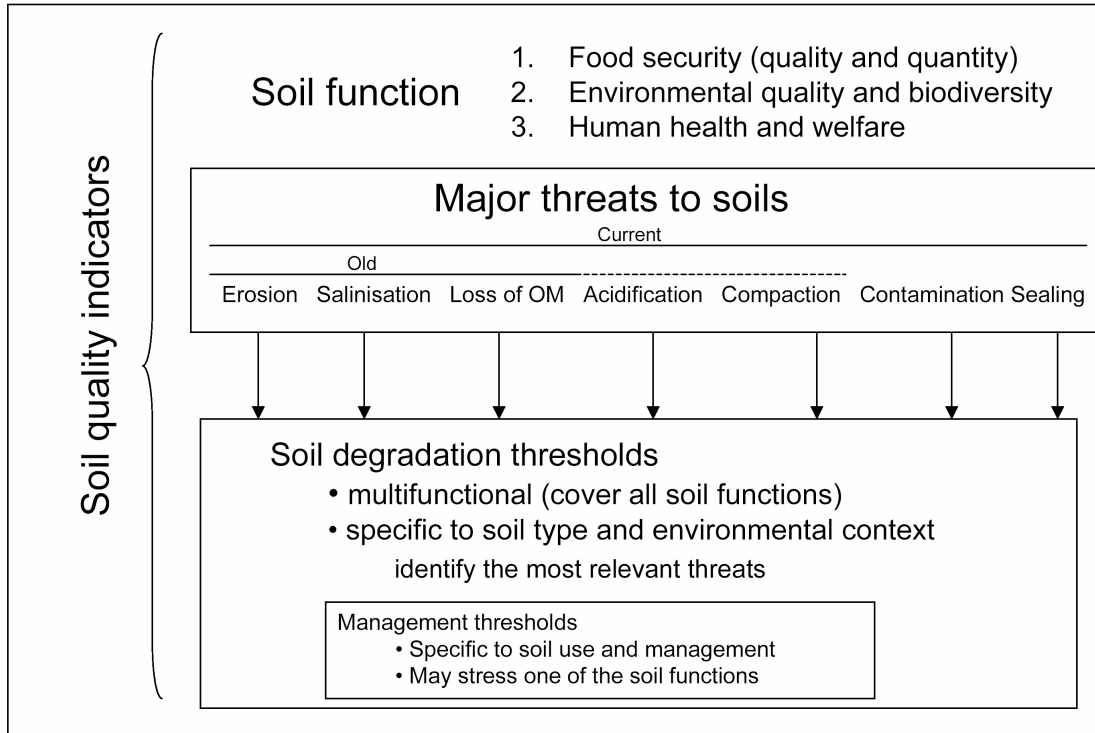 Soil quality indicators
Soil function
1. Food security (quality and quantity)
2. Environmental quality and biodiversity
3. Human health and welfare
Major threats to soils
Current
Old
Erosion Salinisation Loss of OM Acidification Compaction Contamination Sealing
Soil degradation thresholds
• multifunctional (cover all soil functions)
• specific to soil type and environmental context
identify the most relevant threats
Management thresholds
• Specific to soil use and management
• May stress one of the soil functions